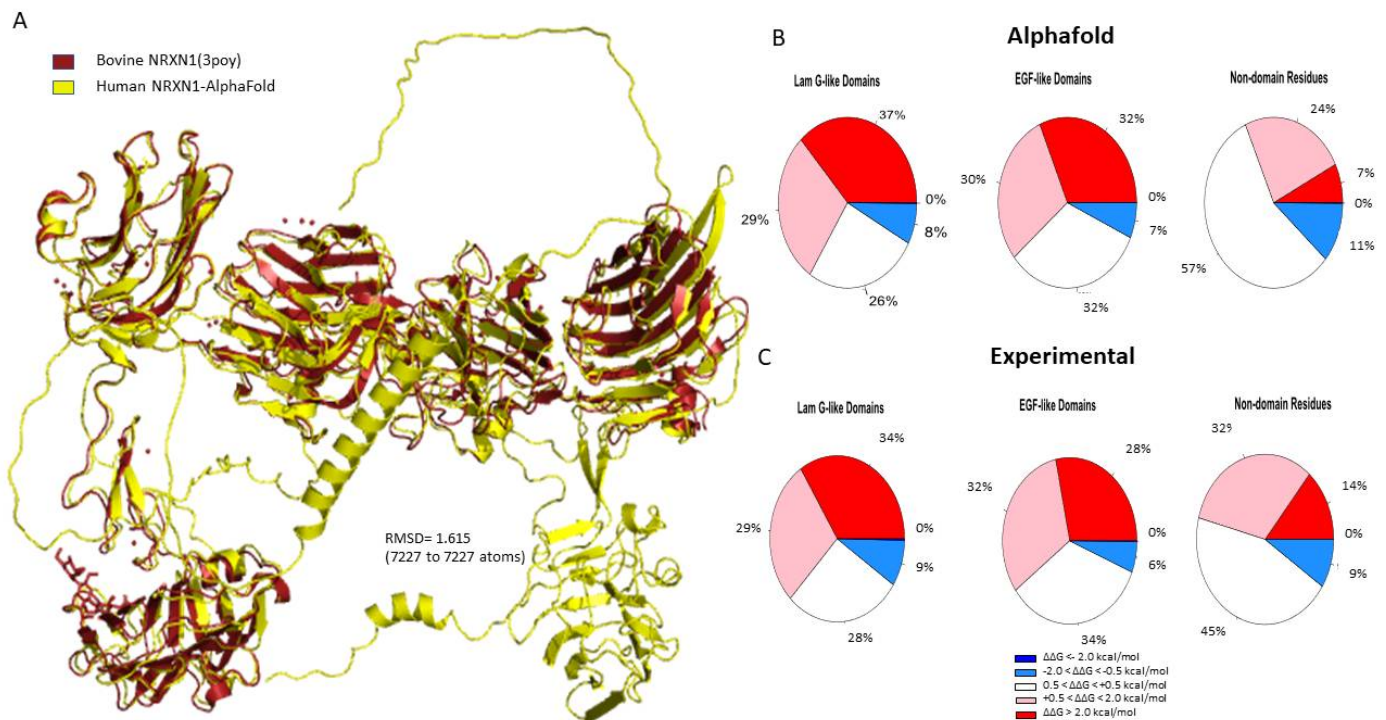 A
Bovine NRXN1(3poy)
Human NRXN1-AlphaFold
RMSD= 1.615
(7227 to 7227 atoms)
B
Alphafold
Lam G-like Domains
37%
0%
8%
26%
29%
EGF-like Domains
32%
0%
7%
32%
30%
Non-domain Residues
24%
7%
0%
11%
57%
C
Experimental
Lam G-like Domains
34%
0%
9%
28%
29%
EGF-like Domains
28%
0%
6%
34%
32%
Non-domain Residues
32%
14%
0%
9%
45%
ΔΔG <- 2.0 kcal/mol
-2.0 < ΔΔG < -0.5 kcal/mol
0.5 < ΔΔG < +0.5 kcal/mol
+0.5 < ΔΔG < 2.0 kcal/mol
ΔΔG > 2.0 kcal/mol